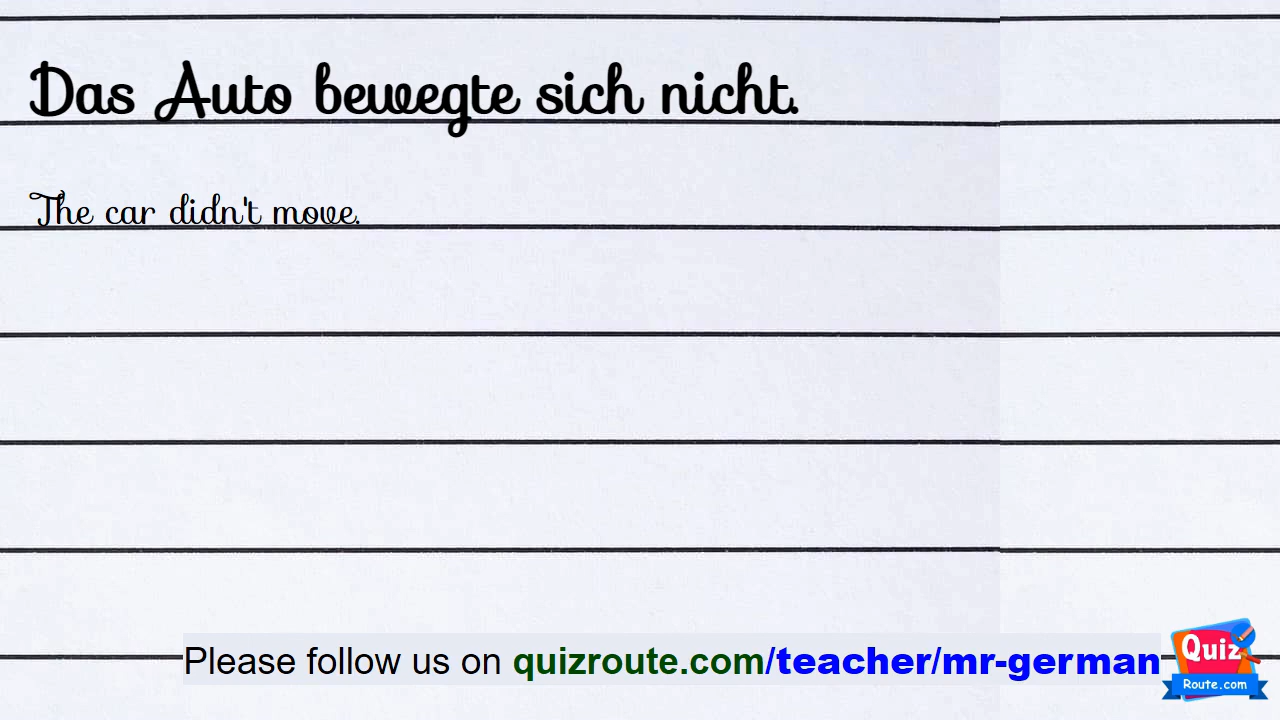 Das Auto bewegte sich nicht.
The car didn't move.
Please follow us on quizroute.com/teacher/mr-german
Quiz
Route.com